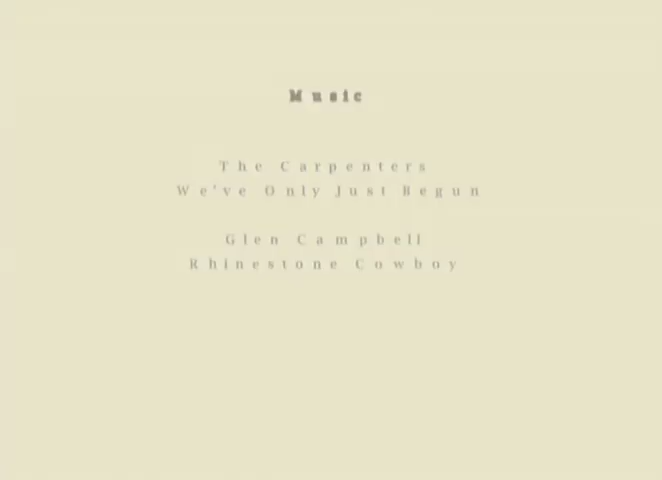 Music
The Carpenters
We've Only Just Begun
Glen Campbell
Rhinestone Cowboy